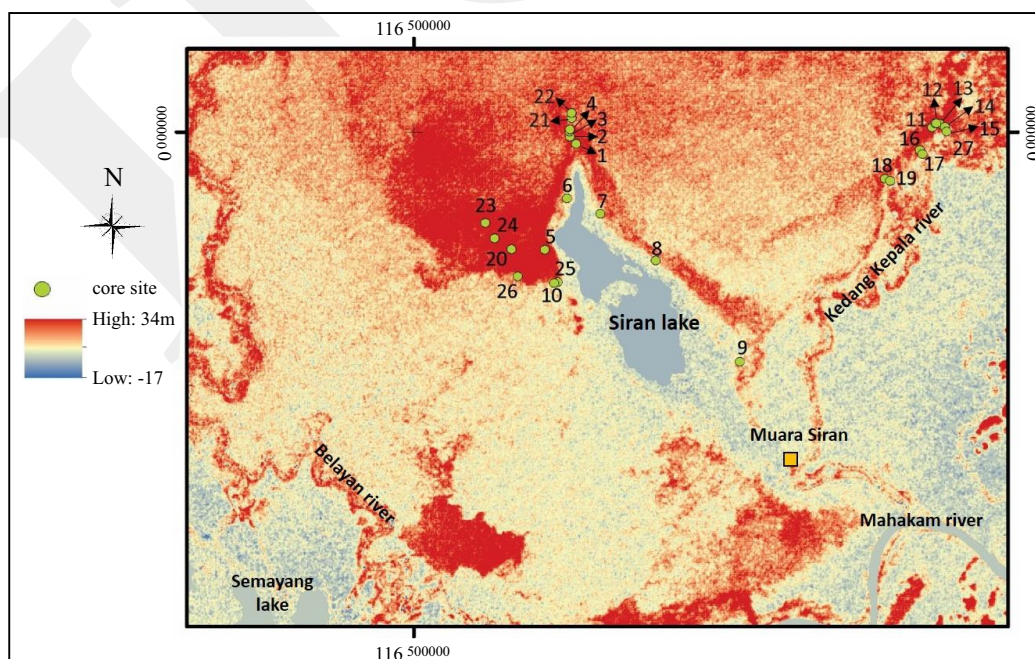 116 500000
22
4
21
3
2
1
12
13
14
11
15
16
27
17
0 000000
0 000000
18
19
N
6
23
7
24
5
8
20
core site
26
25
10
High: 34m
Kedang Kepala river
Siran lake
Low: -17
9
Muara Siran
Belayan river
Mahakam river
Semayang
lake
116 500000